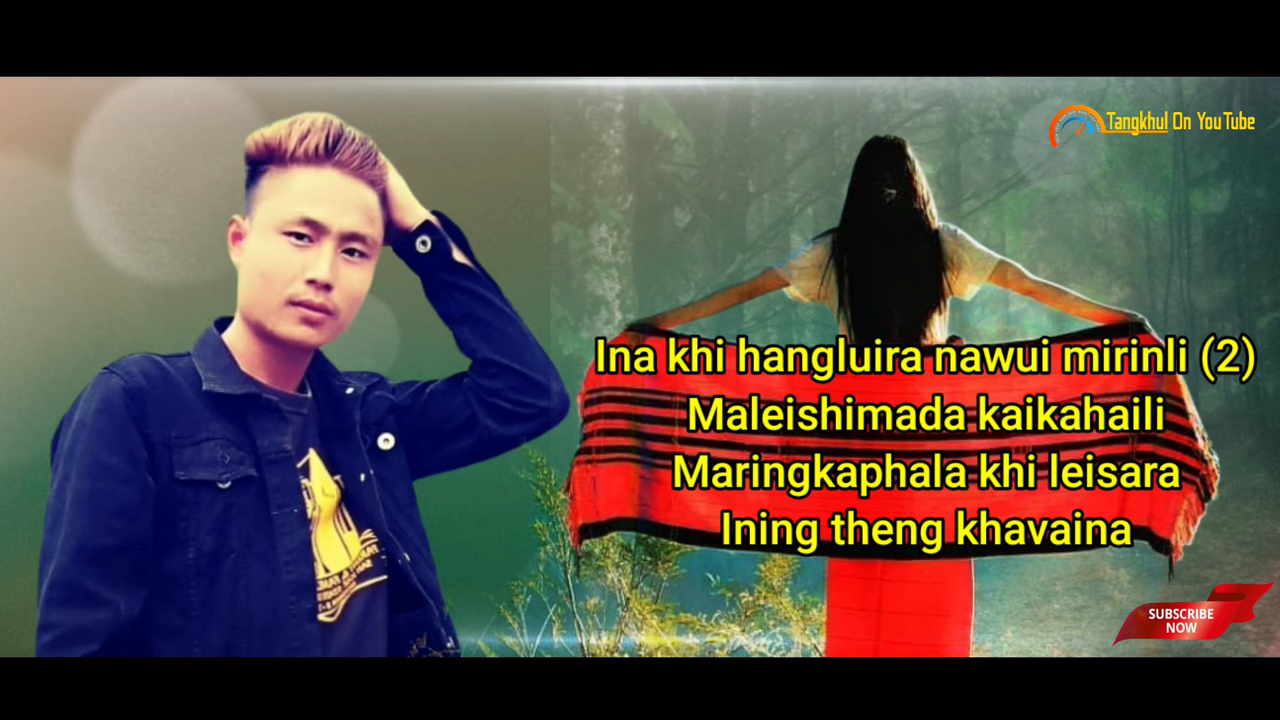 Tangkhul On YouTube
Ina khi hangluira nawui mirinli (2)
Maleishimada kaikahaili
Maringkaphala khi leisara
Ining theng khavaina
SUBSCRIBE
NOW